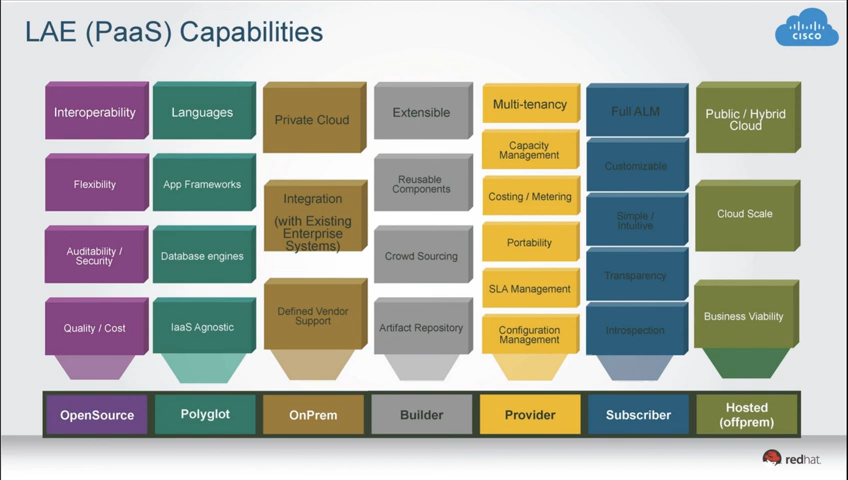 LAE (PaaS) Capabilities
CISCO
Interoperability
Flexibility
Auditability /
Security
Quality / Cost
OpenSource
Languages
App Frameworks
Database engines
IaaS Agnostic
Polyglot
Private Cloud
Integration
(with Existing
Enterprise
Systems)
Defined Vendor
Support
OnPrem
Extensible
Reusable
Components
Crowd Sourcing
Artifact Repository
Builder
Multi-tenancy
Capacity
Management
Costing / Metering
Portability
SLA Management
Configuration
Management
Provider
Full ALM
Customizable
Simple /
Intuitive
Transparency
Introspection
Subscriber
Public / Hybrid
Cloud
Cloud Scale
Business Viability
Hosted
(offprem)
redhat.